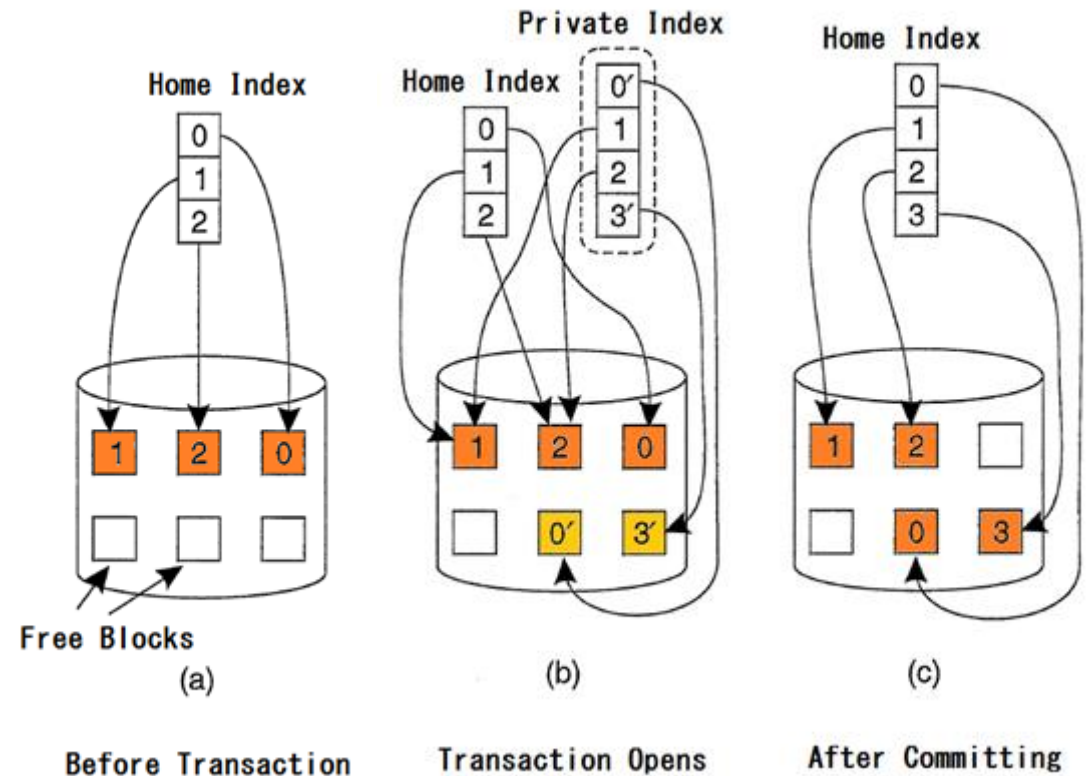 Home Index
0
1
2
1 2 0
Free Blocks
(a)
Before Transaction
Private Index
Home Index
0′
1
2
3′
0
1
2
1 2 0
0′ 3′
(b)
Transaction Opens
Home Index
0
1
2
3
1 2
0 3
(c)
After Committing